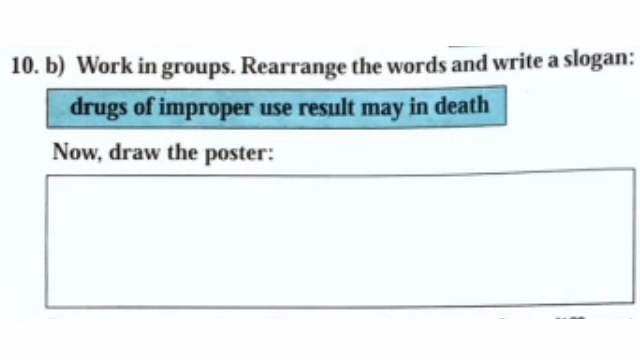 10. b) Work in groups. Rearrange the words and write a slogan:
drugs of improper use result may in death
Now, draw the poster: